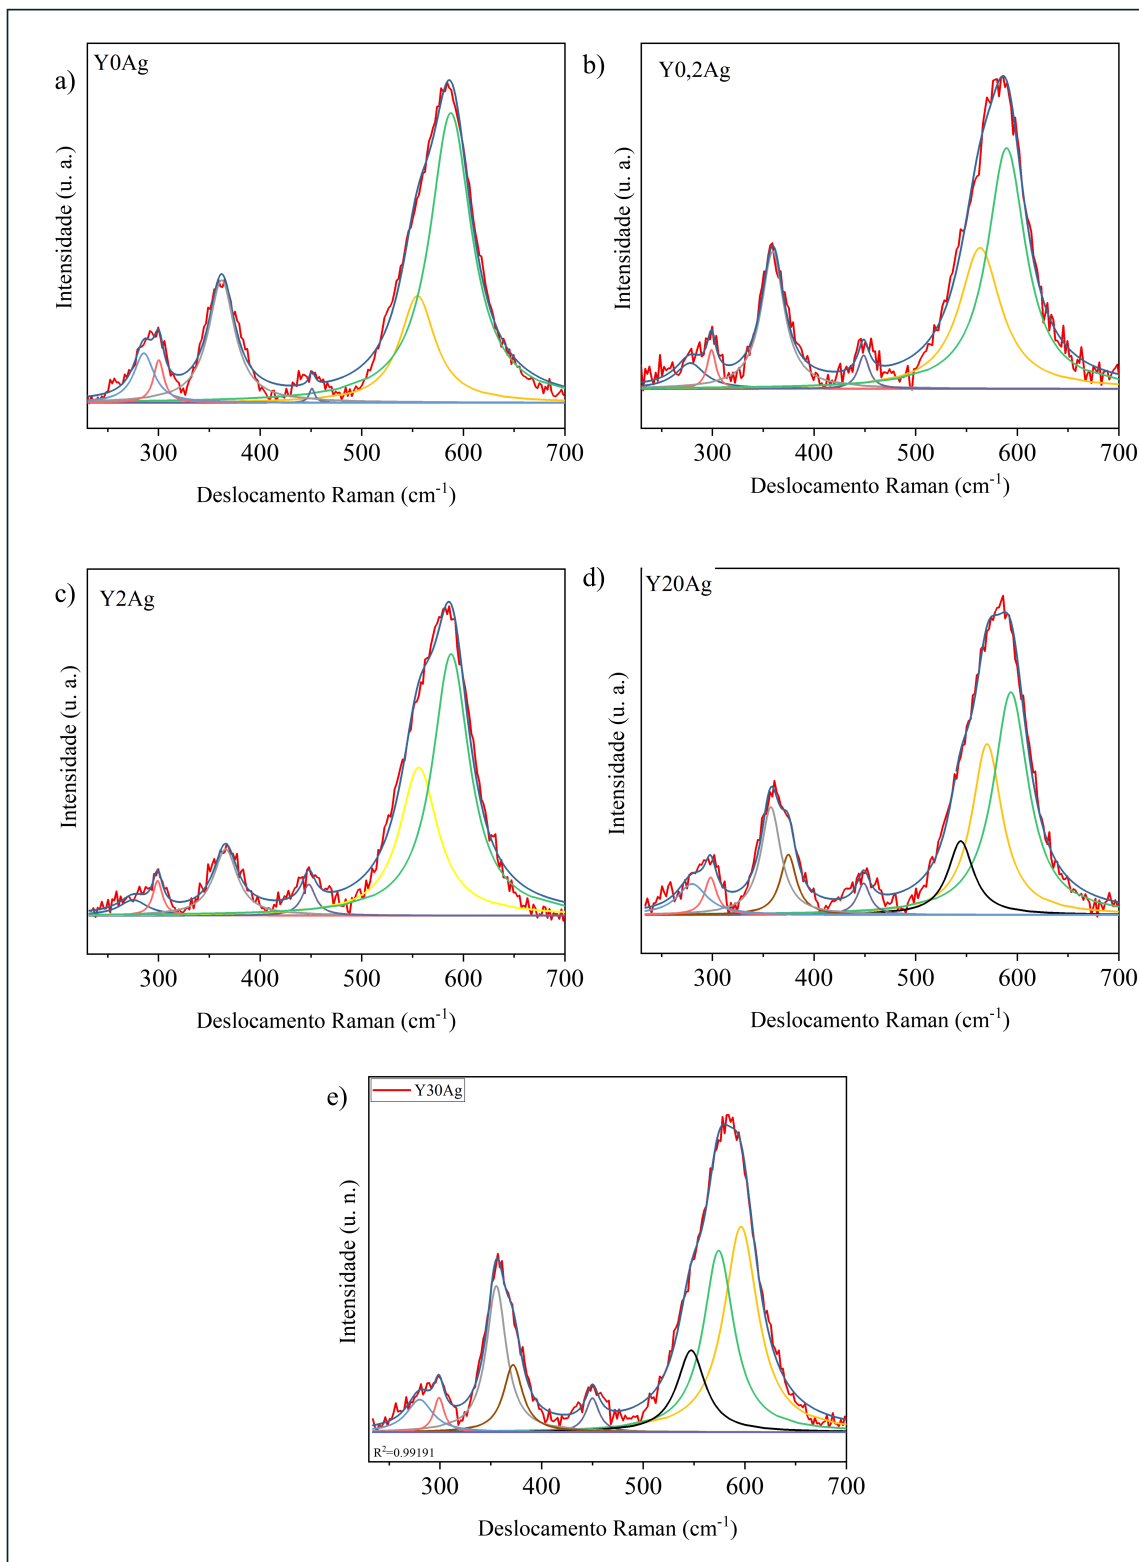 a)
Y0Ag
Intensidade (u. a.)
300 400 500 600 700
Deslocamento Raman (cm⁻¹)
b)
Y0,2Ag
Intensidade (u. a.)
300 400 500 600 700
Deslocamento Raman (cm⁻¹)
c)
Y2Ag
Intensidade (u. a.)
300 400 500 600 700
Deslocamento Raman (cm⁻¹)
d)
Y20Ag
Intensidade (u. a.)
300 400 500 600 700
Deslocamento Raman (cm⁻¹)
e)
Y30Ag
Intensidade (u. n.)
R²=0.99191
300 400 500 600 700
Deslocamento Raman (cm⁻¹)